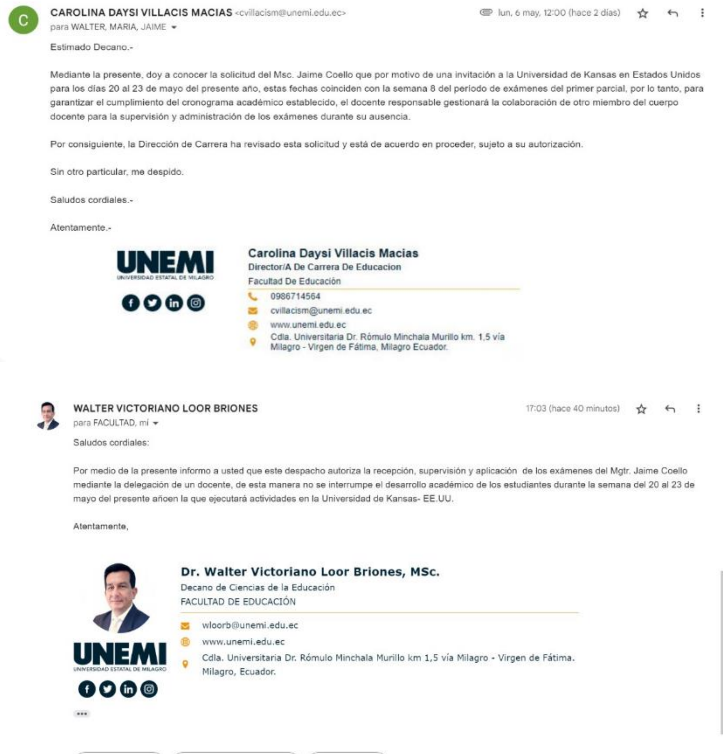 C
CAROLINA DAYSI VILLACIS MACIAS <cvillacism@unemi.edu.ec>
lun, 6 may, 12:00 (hace 2 días)
para WALTER, MARIA, JAIME
Estimado Decano.-
Mediante la presente, doy a conocer la solicitud del Msc. Jaime Coello que por motivo de una invitación a la Universidad de Kansas en Estados Unidos
para los días 20 al 23 de mayo del presente año, estas fechas coinciden con la semana 8 del período de exámenes del primer parcial, por lo tanto, para
garantizar el cumplimiento del cronograma académico establecido, el docente responsable gestionará la colaboración de otro miembro del cuerpo
docente para la supervisión y administración de los exámenes durante su ausencia.
Por consiguiente, la Dirección de Carrera ha revisado esta solicitud y está de acuerdo en proceder, sujeto a su autorización.
Sin otro particular, me despido.
Saludos cordiales.-
Atentamente.-
UNEMI
UNIVERSIDAD ESTATAL DE MILAGRO
Carolina Daysi Villacis Macias
Director/A De Carrera De Educacion
Facultad De Educación
0986714564
cvillacism@unemi.edu.ec
www.unemi.edu.ec
Cdla. Universitaria Dr. Rómulo Minchala Murillo km. 1,5 vía
Milagro - Virgen de Fátima, Milagro Ecuador.
WALTER VICTORIANO LOOR BRIONES
17:03 (hace 40 minutos)
para FACULTAD, mí
Saludos cordiales:
Por medio de la presente informo a usted que este despacho autoriza la recepción, supervisión y aplicación de los exámenes del Mgtr. Jaime Coello
mediante la delegación de un docente, de esta manera no se interrumpe el desarrollo académico de los estudiantes durante la semana del 20 al 23 de
mayo del presente añoen la que ejecutará actividades en la Universidad de Kansas- EE.UU.
Atentamente,
Dr. Walter Victoriano Loor Briones, MSc.
Decano de Ciencias de la Educación
FACULTAD DE EDUCACIÓN
wloorb@unemi.edu.ec
www.unemi.edu.ec
Cdla. Universitaria Dr. Rómulo Minchala Murillo km 1,5 vía Milagro - Virgen de Fátima.
Milagro, Ecuador.
UNEMI
UNIVERSIDAD ESTATAL DE MILAGRO